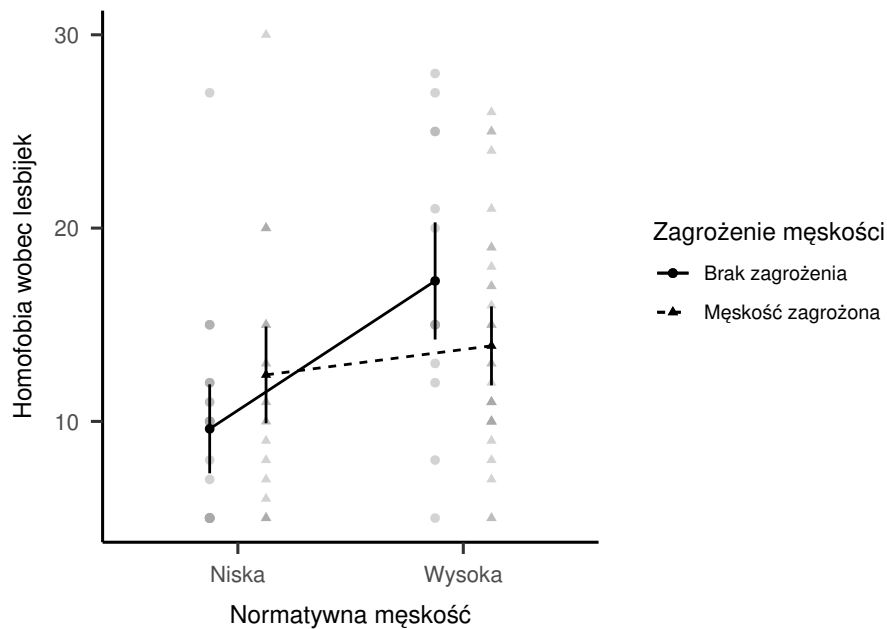 30
20
10
Homofobia wobec lesbijek
Niska
Wysoka
Normatywna męskość
Zagrożenie męskości
Brak zagrożenia
Męskość zagrożona